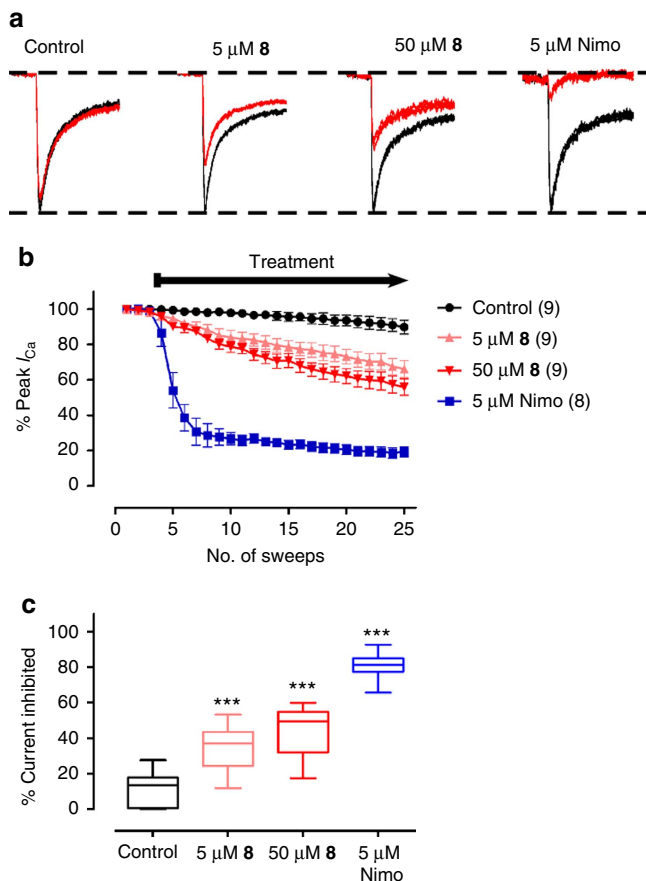 a
Control
5 μM 8
50 μM 8
5 μM Nimo
b
Treatment
% Peak ICa
100
80
60
40
20
0
0
5
10
15
20
25
No. of sweeps
Control (9)
5 μM 8 (9)
50 μM 8 (9)
5 μM Nimo (8)
c
% Current inhibited
100
80
60
40
20
0
***
***
***
Control
5 μM 8
50 μM 8
5 μM
Nimo